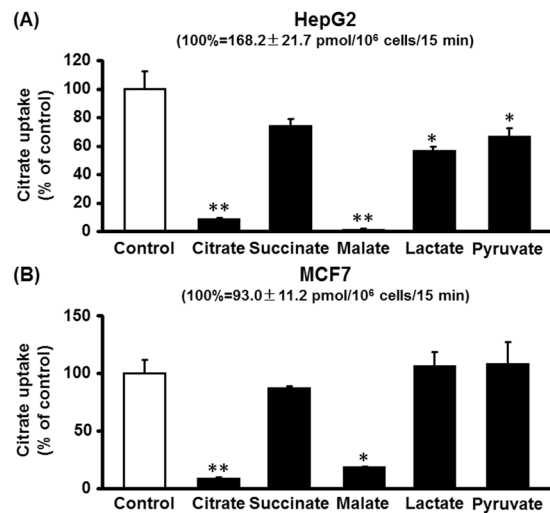 (A)
HepG2
(100%=168.2±21.7 pmol/10⁶ cells/15 min)
Citrate uptake
(% of control)
120
100
80
60
40
20
0
**
**
*
*
Control Citrate Succinate Malate Lactate Pyruvate
(B)
MCF7
(100%=93.0±11.2 pmol/10⁶ cells/15 min)
Citrate uptake
(% of control)
150
100
50
0
**
*
Control Citrate Succinate Malate Lactate Pyruvate